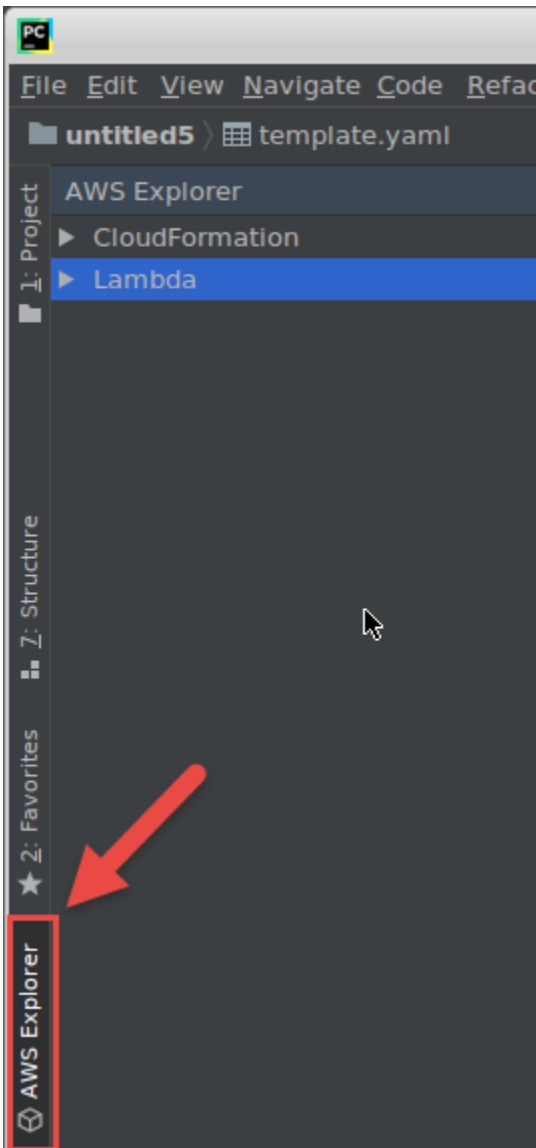 PC
File Edit View Navigate Code Refac
untitled5 template.yaml
1: Project
AWS Explorer
CloudFormation
Lambda
7: Structure
2: Favorites
AWS Explorer